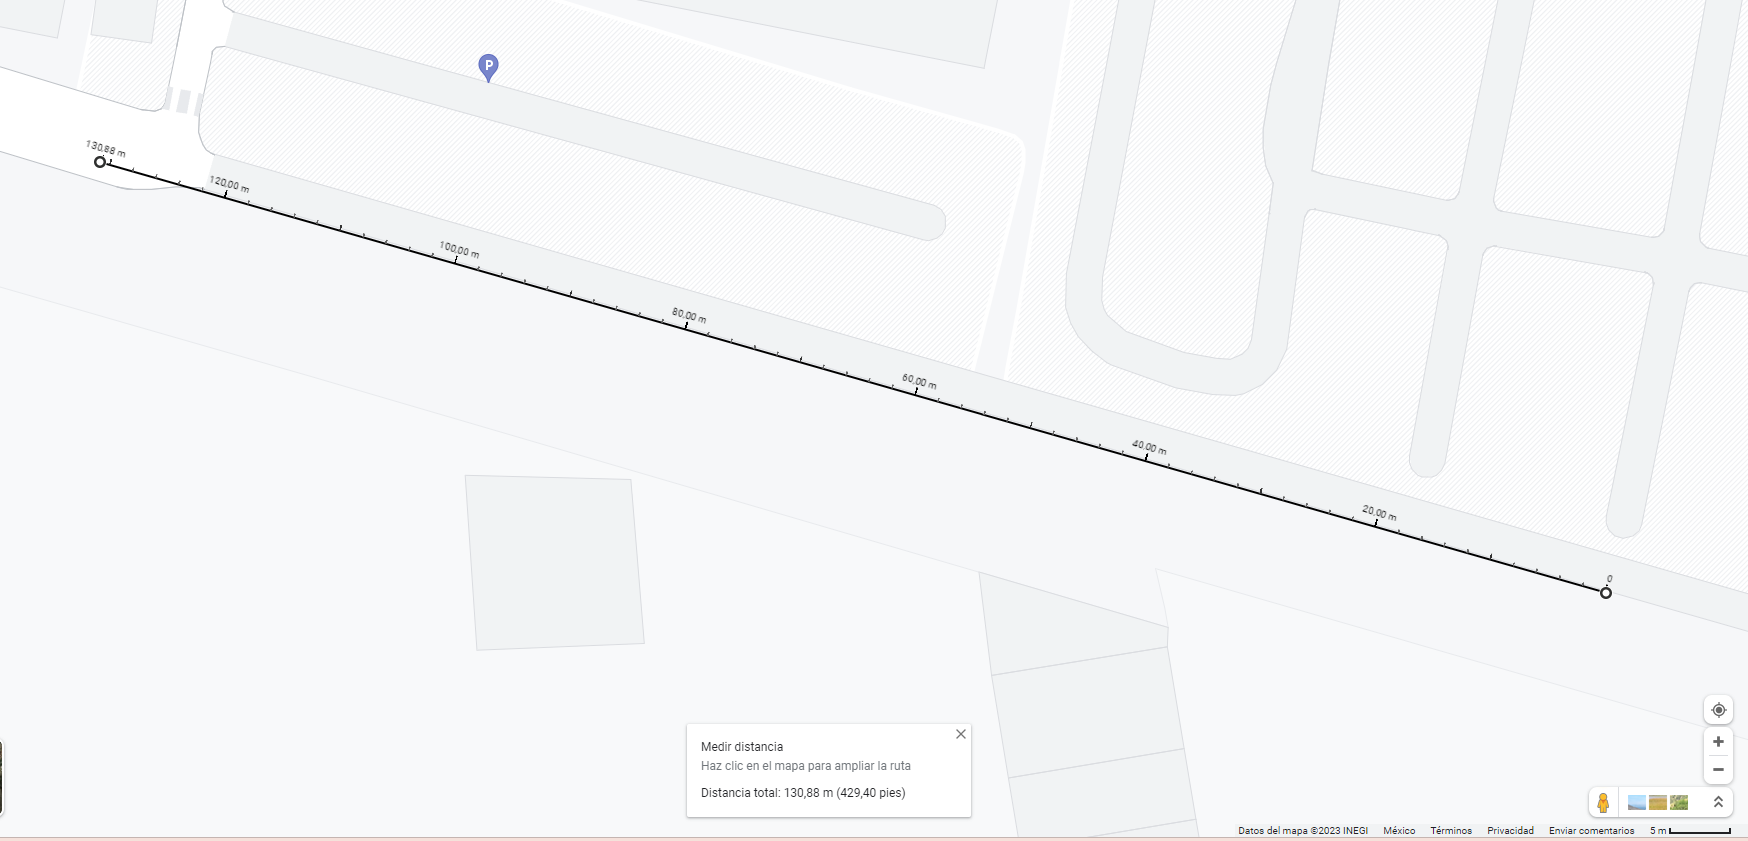 P
130,88 m
120,00 m
100,00 m
80,00 m
60,00 m
40,00 m
20,00 m
0
Medir distancia
Haz clic en el mapa para ampliar la ruta
Distancia total: 130,88 m (429,40 pies)
Datos del mapa ©2023 INEGI México Términos Privacidad Enviar comentarios 5 m